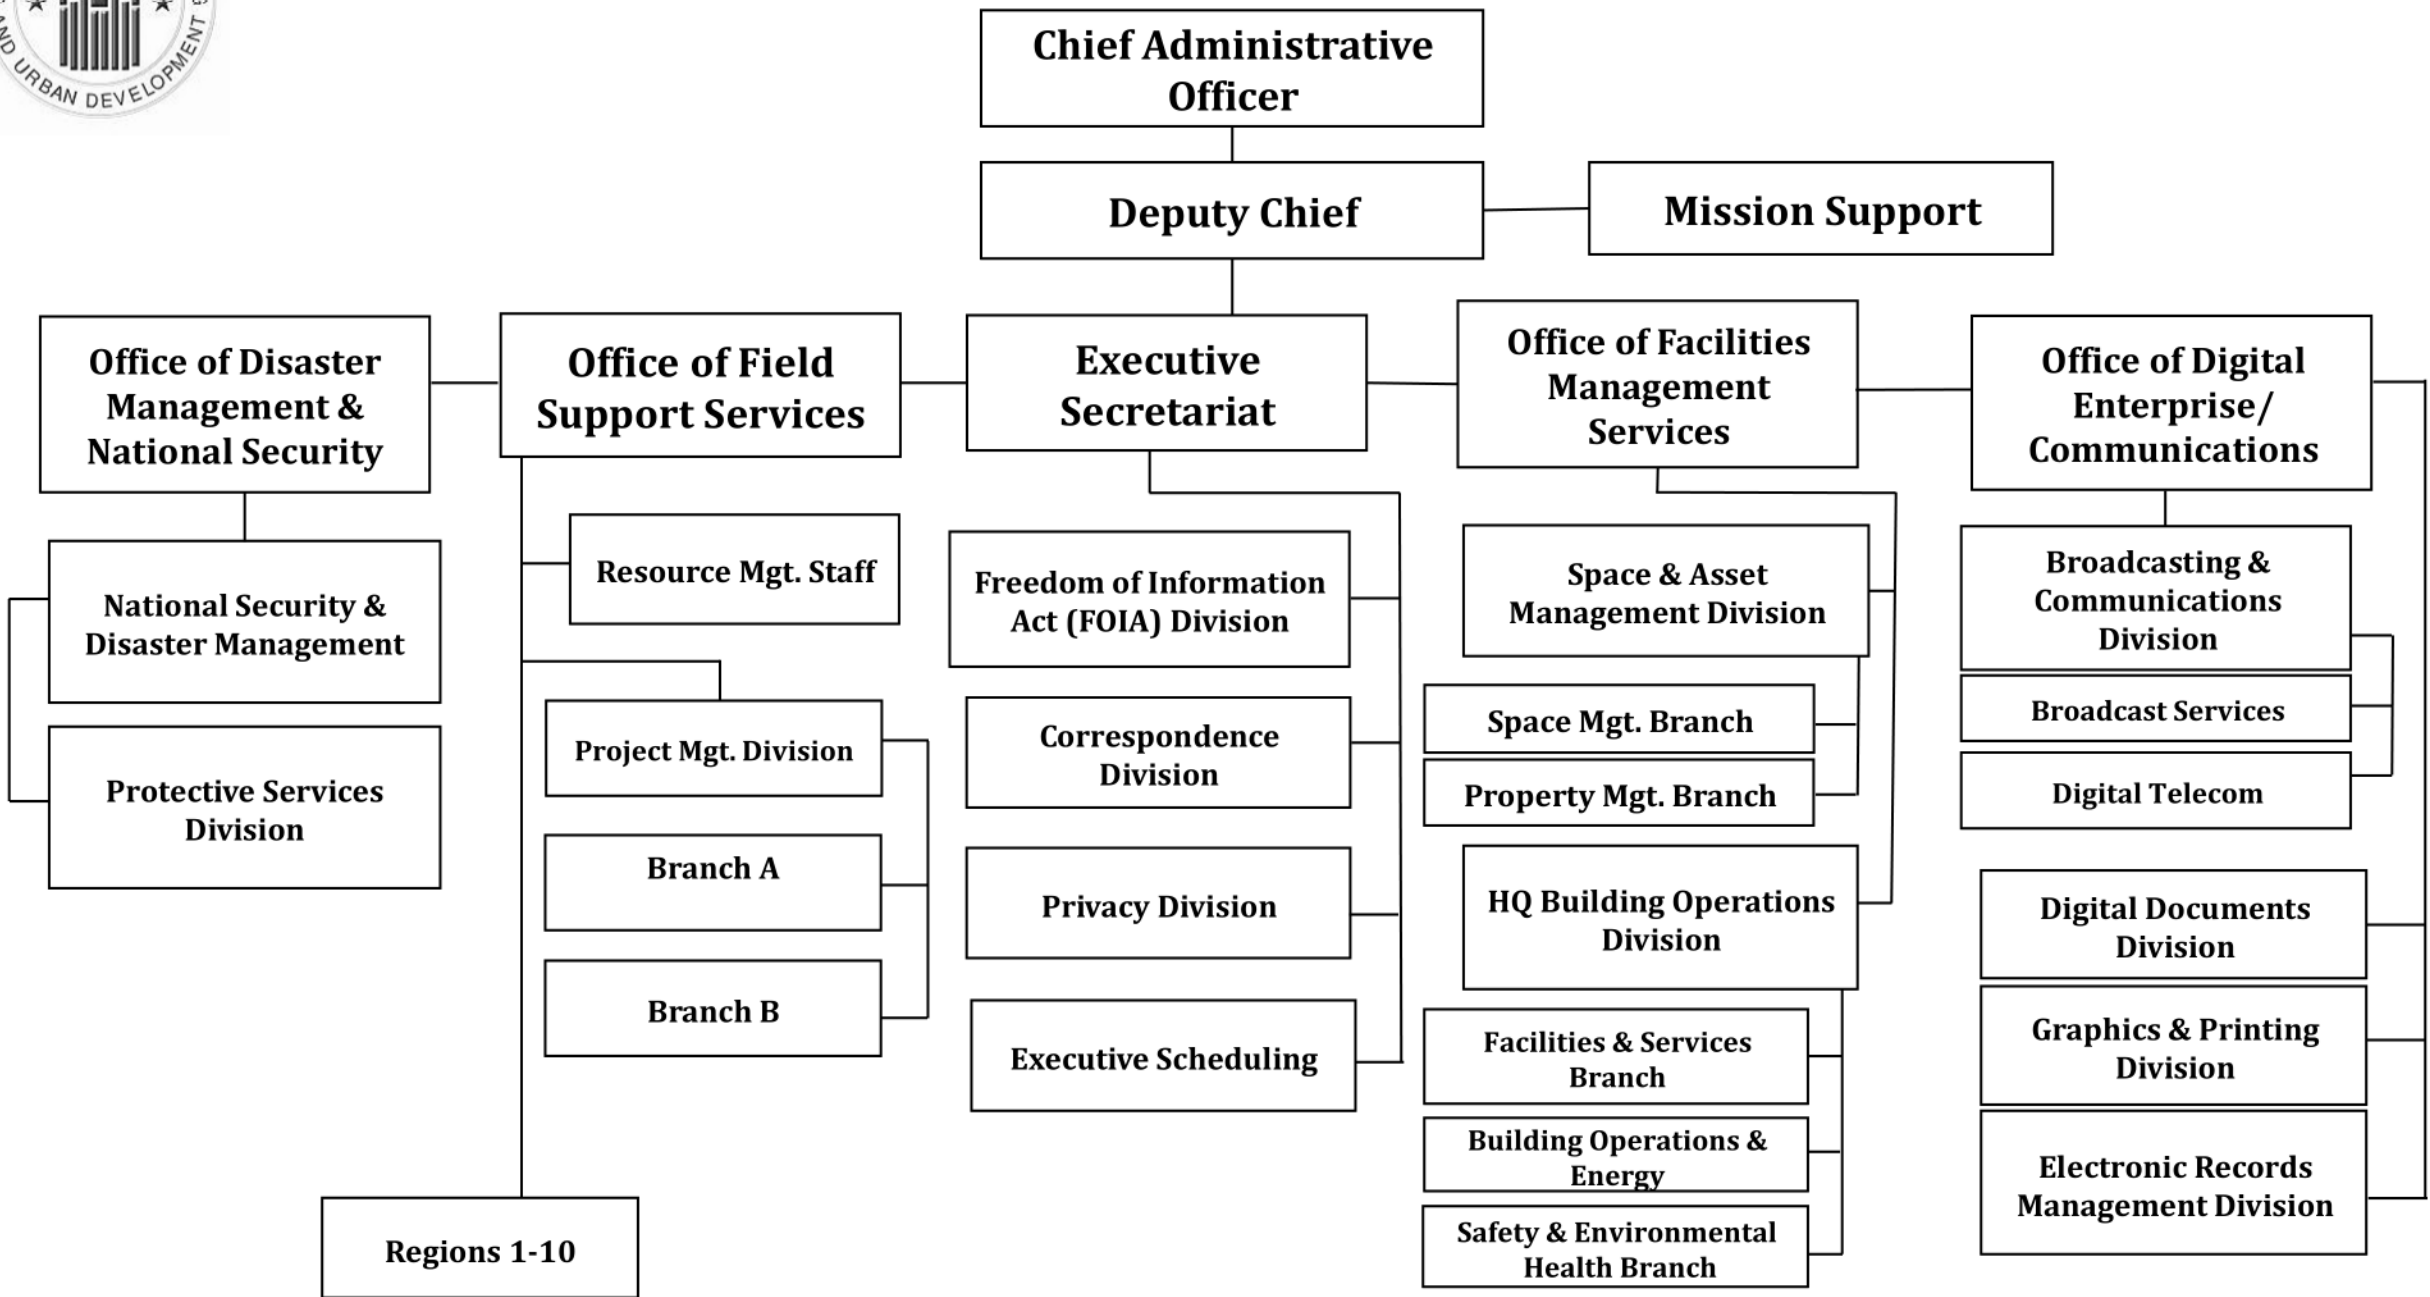 AND URBAN DEVELOPMENT
Chief Administrative
Officer
Deputy Chief
Mission Support
Office of Disaster
Management &
National Security
Office of Field
Support Services
Executive
Secretariat
Office of Facilities
Management
Services
Office of Digital
Enterprise/
Communications
National Security &
Disaster Management
Protective Services
Division
Resource Mgt. Staff
Project Mgt. Division
Branch A
Branch B
Regions 1-10
Freedom of Information
Act (FOIA) Division
Correspondence
Division
Privacy Division
Executive Scheduling
Space & Asset
Management Division
Space Mgt. Branch
Property Mgt. Branch
HQ Building Operations
Division
Facilities & Services
Branch
Building Operations &
Energy
Safety & Environmental
Health Branch
Broadcasting &
Communications
Division
Broadcast Services
Digital Telecom
Digital Documents
Division
Graphics & Printing
Division
Electronic Records
Management Division